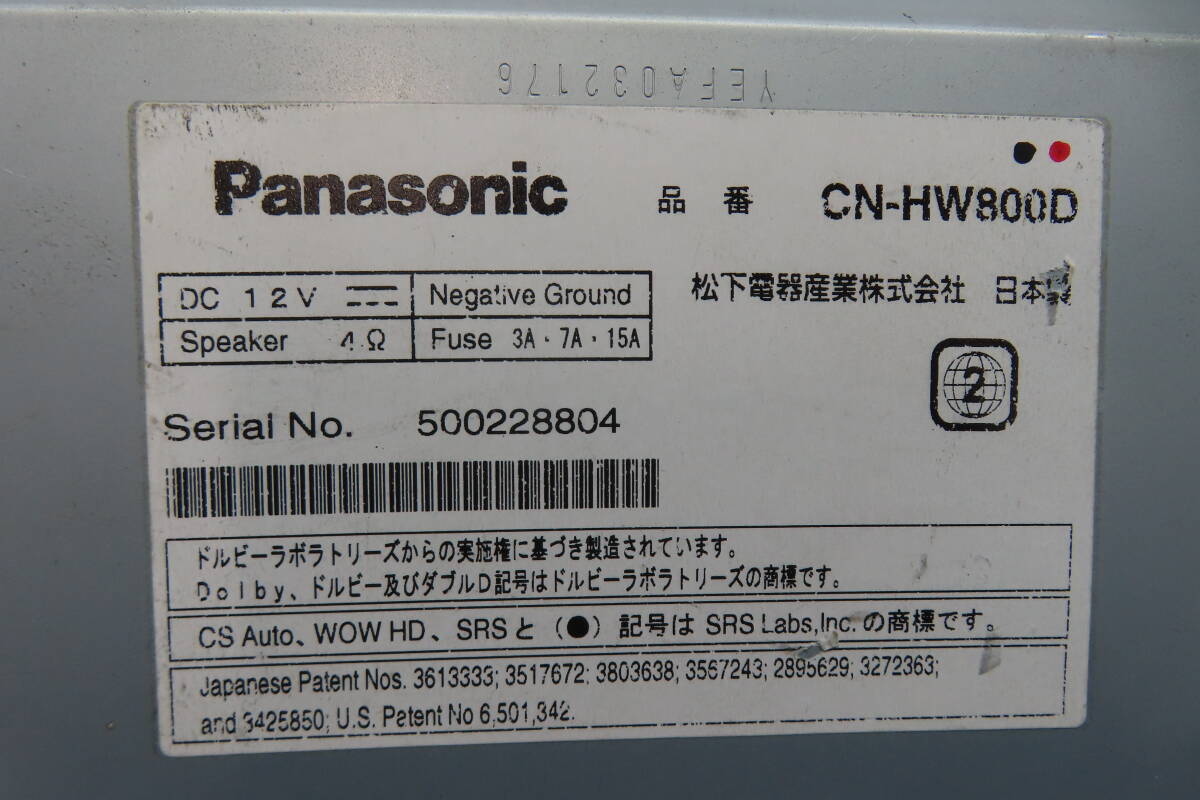 YEFA032176
Panasonic 品番 CN-HW800D
DC 12V Negative Ground 松下電器産業株式会社 日本製
Speaker 4Ω Fuse 3A・7A・15A
2
Serial No. 500228804
ドルビーラボラトリーズからの実施権に基づき製造されています。
Dolby、ドルビー及びダブルD記号はドルビーラボラトリーズの商標です。
CS Auto、WOW HD、SRSと（●）記号は SRS Labs,Inc.の商標です。
Japanese Patent Nos. 3613333; 3517672; 3803638; 3567243; 2895629; 3272363;
and 3425850; U.S. Patent No 6,501,342.